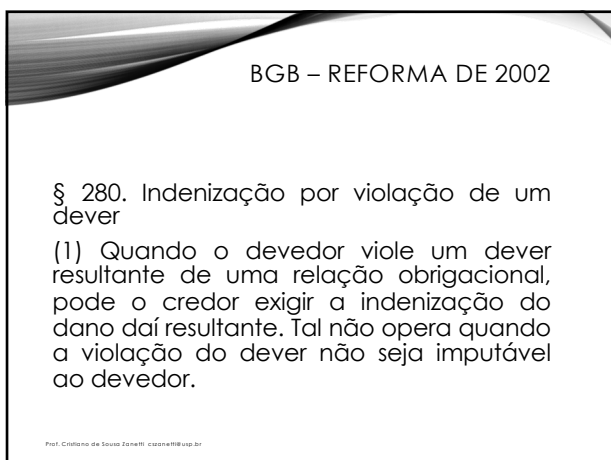 BGB – REFORMA DE 2002
§ 280. Indenização por violação de um
dever
(1) Quando o devedor viole um dever
resultante de uma relação obrigacional,
pode o credor exigir a indenização do
dano daí resultante. Tal não opera quando
a violação do dever não seja imputável
ao devedor.
Prof. Cristiano de Sousa Zanetti cszanetti@usp.br